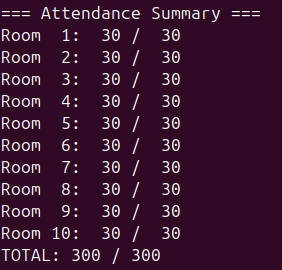 === Attendance Summary ===
Room  1:  30 /  30
Room  2:  30 /  30
Room  3:  30 /  30
Room  4:  30 /  30
Room  5:  30 /  30
Room  6:  30 /  30
Room  7:  30 /  30
Room  8:  30 /  30
Room  9:  30 /  30
Room 10:  30 /  30
TOTAL: 300 / 300